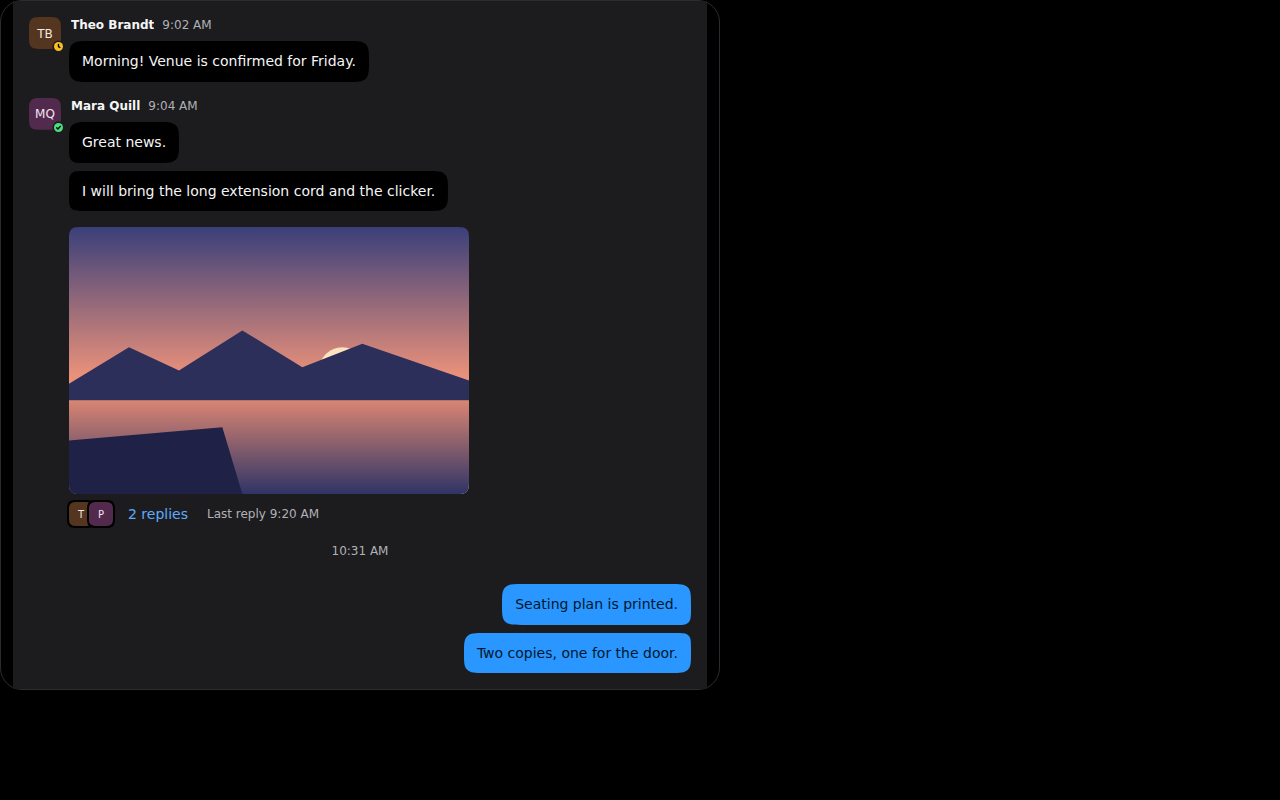 TB
Theo Brandt 9:02 AM
Morning! Venue is confirmed for Friday.
MQ
Mara Quill 9:04 AM
Great news.
I will bring the long extension cord and the clicker.
T P 2 replies Last reply 9:20 AM
10:31 AM
Seating plan is printed.
Two copies, one for the door.